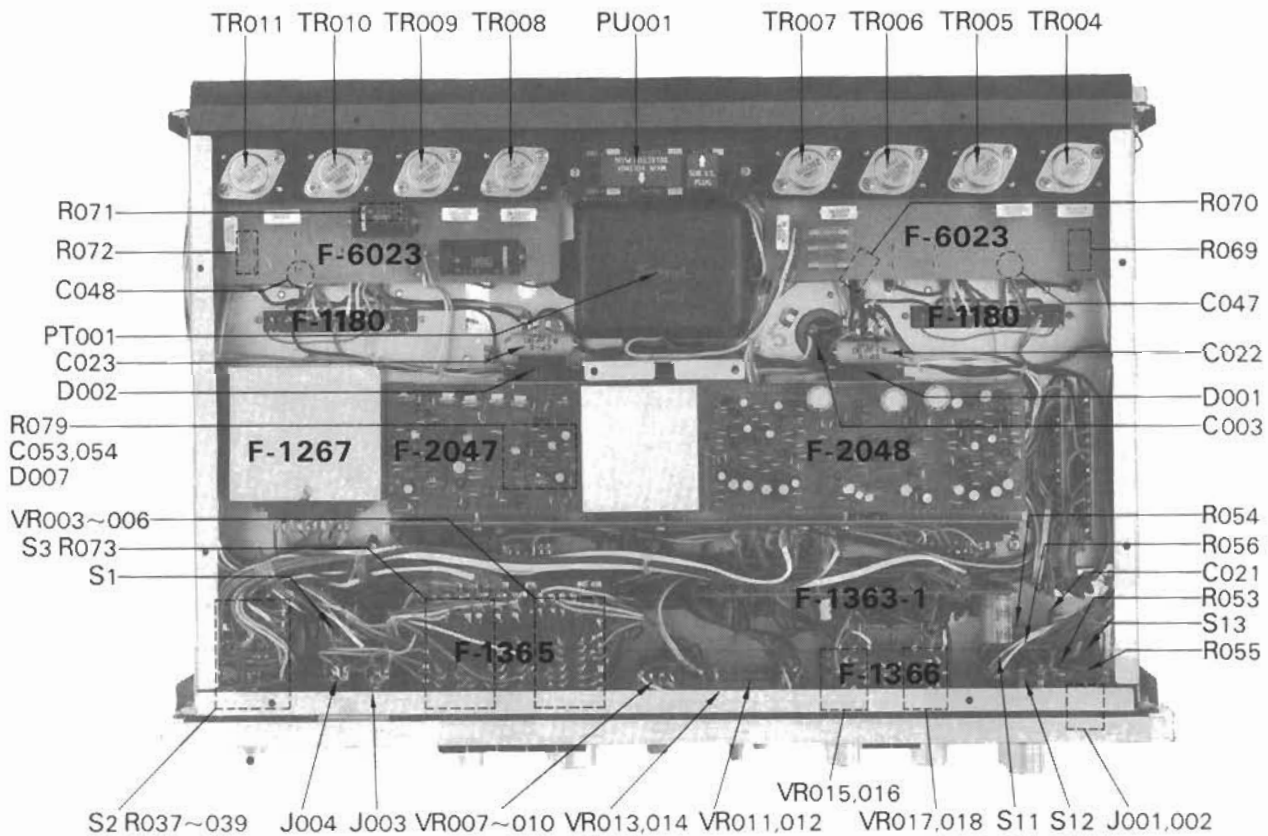 TR011 TR010 TR009 TR008 PU001 TR007 TR006 TR005 TR004
R071
R072
C048
PT001
C023
D002
R079
C053,054
D007
VR003~006
S3 R073
S1
F-6023
F-1180
F-1267
F-2047
F-1365
F-6023
F-1180
F-2048
F-1363-1
F-1366
R070
R069
C047
C022
D001
C003
R054
R056
C021
R053
S13
R055
VR015,016
S2 R037~039 J004 J003 VR007~010 VR013,014 VR011,012 VR017,018 S11 S12 J001,002